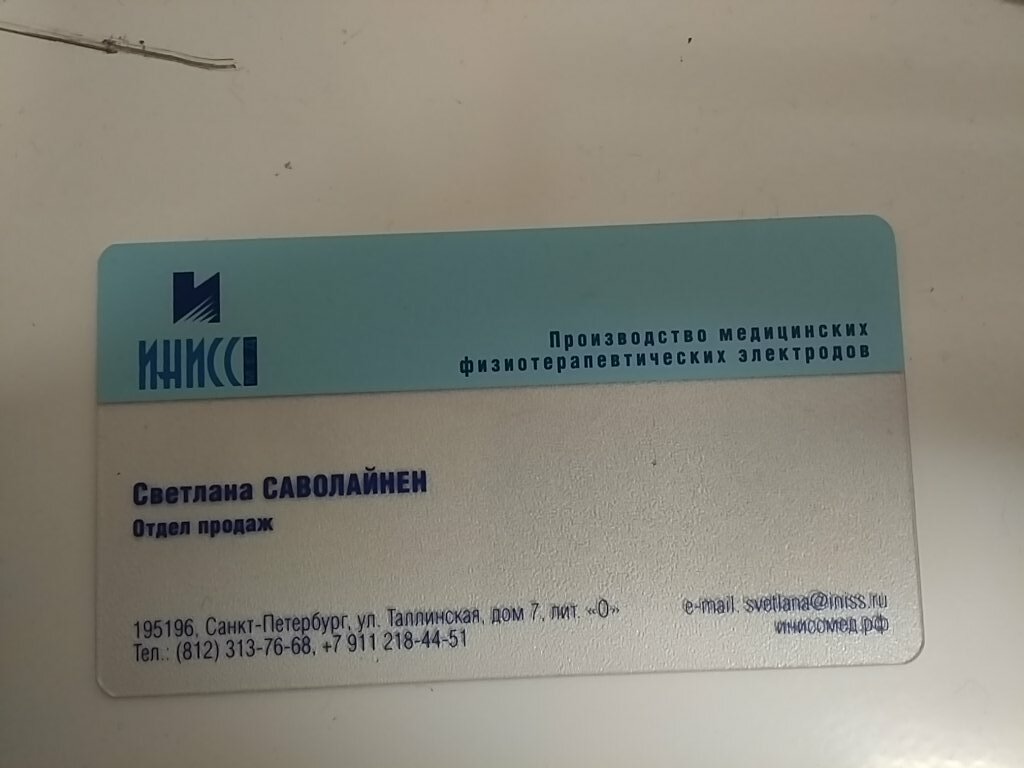 ИНИСС
Производство медицинских
физиотерапевтических электродов
Светлана САВОЛАЙНЕН
Отдел продаж
195196, Санкт-Петербург, ул. Таллинская, дом 7, лит. «О»
Тел.: (812) 313-76-68, +7 911 218-44-51
e-mail: svetlana@iniss.ru
иниссмед.рф